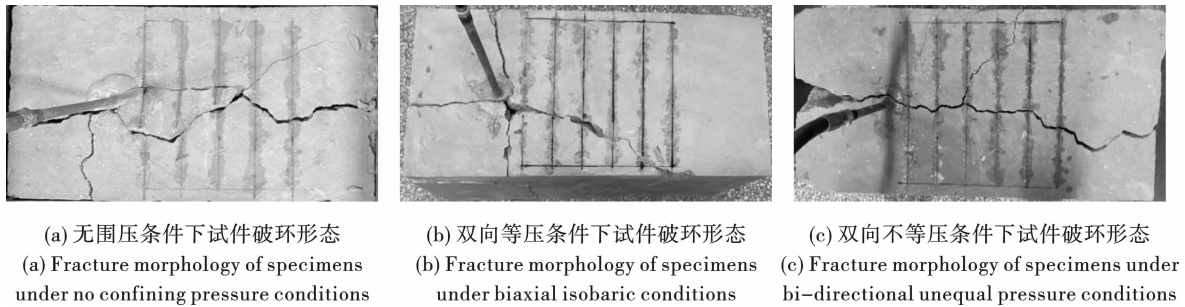 (a) 无围压条件下试件破环形态
(a) Fracture morphology of specimens
under no confining pressure conditions
(b) 双向等压条件下试件破环形态
(b) Fracture morphology of specimens
under biaxial isobaric conditions
(c) 双向不等压条件下试件破环形态
(c) Fracture morphology of specimens under
bi-directional unequal pressure conditions